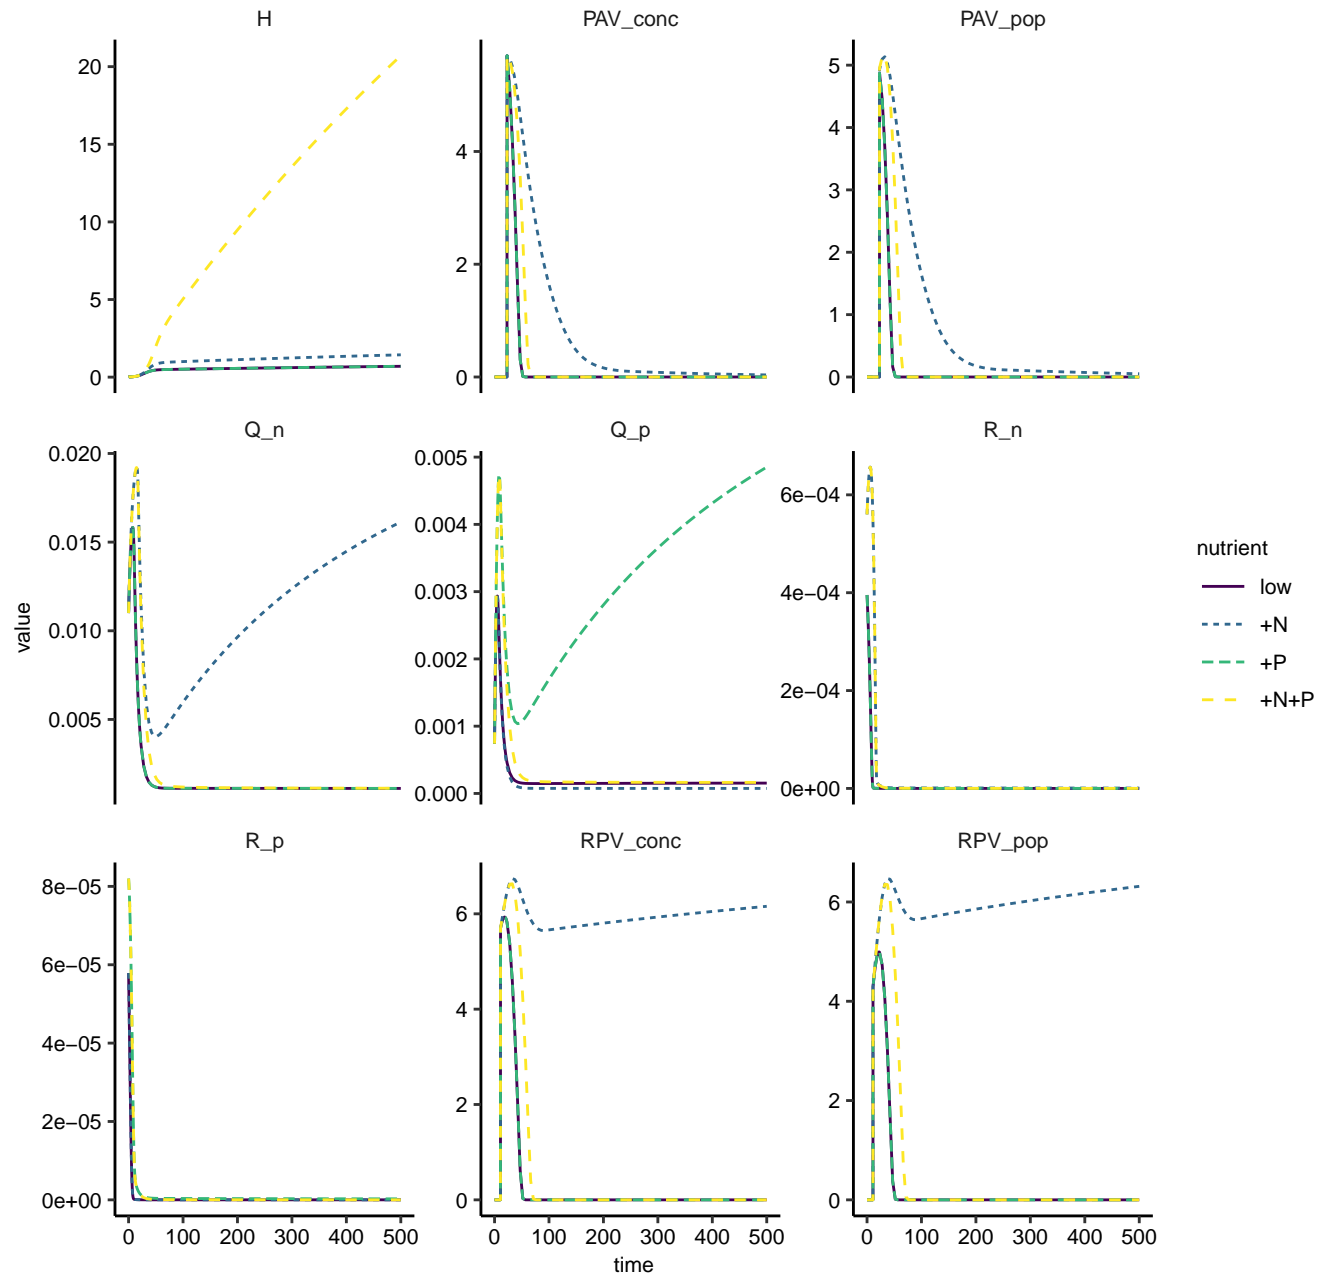 H
PAV_conc
PAV_pop
20
15
10
5
0
4
2
0
5
4
3
2
1
0
Q_n
Q_p
R_n
0.020
0.015
0.010
0.005
0.005
0.004
0.003
0.002
0.001
0.000
6e−04
4e−04
2e−04
0e+00
value
nutrient
low
+N
+P
+N+P
R_p
RPV_conc
RPV_pop
8e−05
6e−05
4e−05
2e−05
0e+00
6
4
2
0
6
4
2
0
0 100 200 300 400 500
0 100 200 300 400 500
0 100 200 300 400 500
time